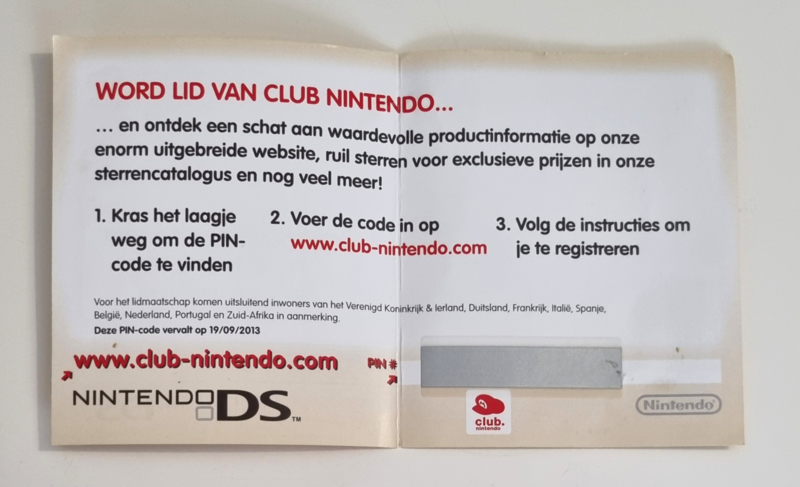 WORD LID VAN CLUB NINTENDO...
... en ontdek een schat aan waardevolle productinformatie op onze
enorm uitgebreide website, ruil sterren voor exclusieve prijzen in onze
sterrencatalogus en nog veel meer!
1. Kras het laagje
weg om de PIN-
code te vinden
2. Voer de code in op
www.club-nintendo.com
3. Volg de instructies om
je te registreren
Voor het lidmaatschap komen uitsluitend inwoners van het Verenigd Koninkrijk & Ierland, Duitsland, Frankrijk, Italië, Spanje,
België, Nederland, Portugal en Zuid-Afrika in aanmerking.
Deze PIN-code vervalt op 19/09/2013
www.club-nintendo.com
PIN #
NINTENDO DS™
club.
nintendo
Nintendo